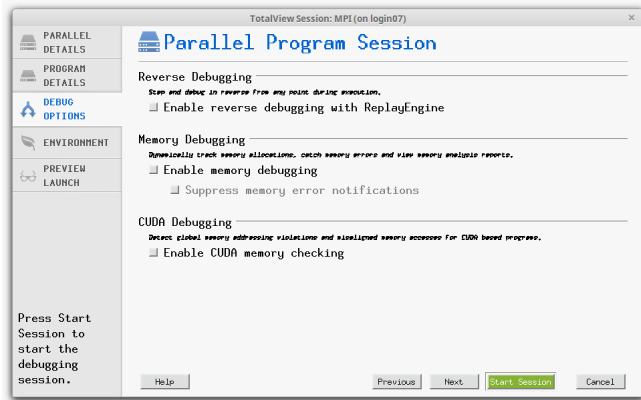 TotalView Session: MPI (on login07)
×
PARALLEL
DETAILS
PROGRAM
DETAILS
DEBUG
OPTIONS
ENVIRONMENT
PREVIEW
LAUNCH
Press Start
Session to
start the
debugging
session.
Parallel Program Session
Reverse Debugging
Step and debug in reverse from any point during execution.
Enable reverse debugging with ReplayEngine
Memory Debugging
Dynamically track memory allocations, catch memory errors and view memory analysis reports.
Enable memory debugging
Suppress memory error notifications
CUDA Debugging
Detect global memory addressing violations and misaligned memory accesses for CUDA based programs.
Enable CUDA memory checking
Help
Previous
Next
Start Session
Cancel